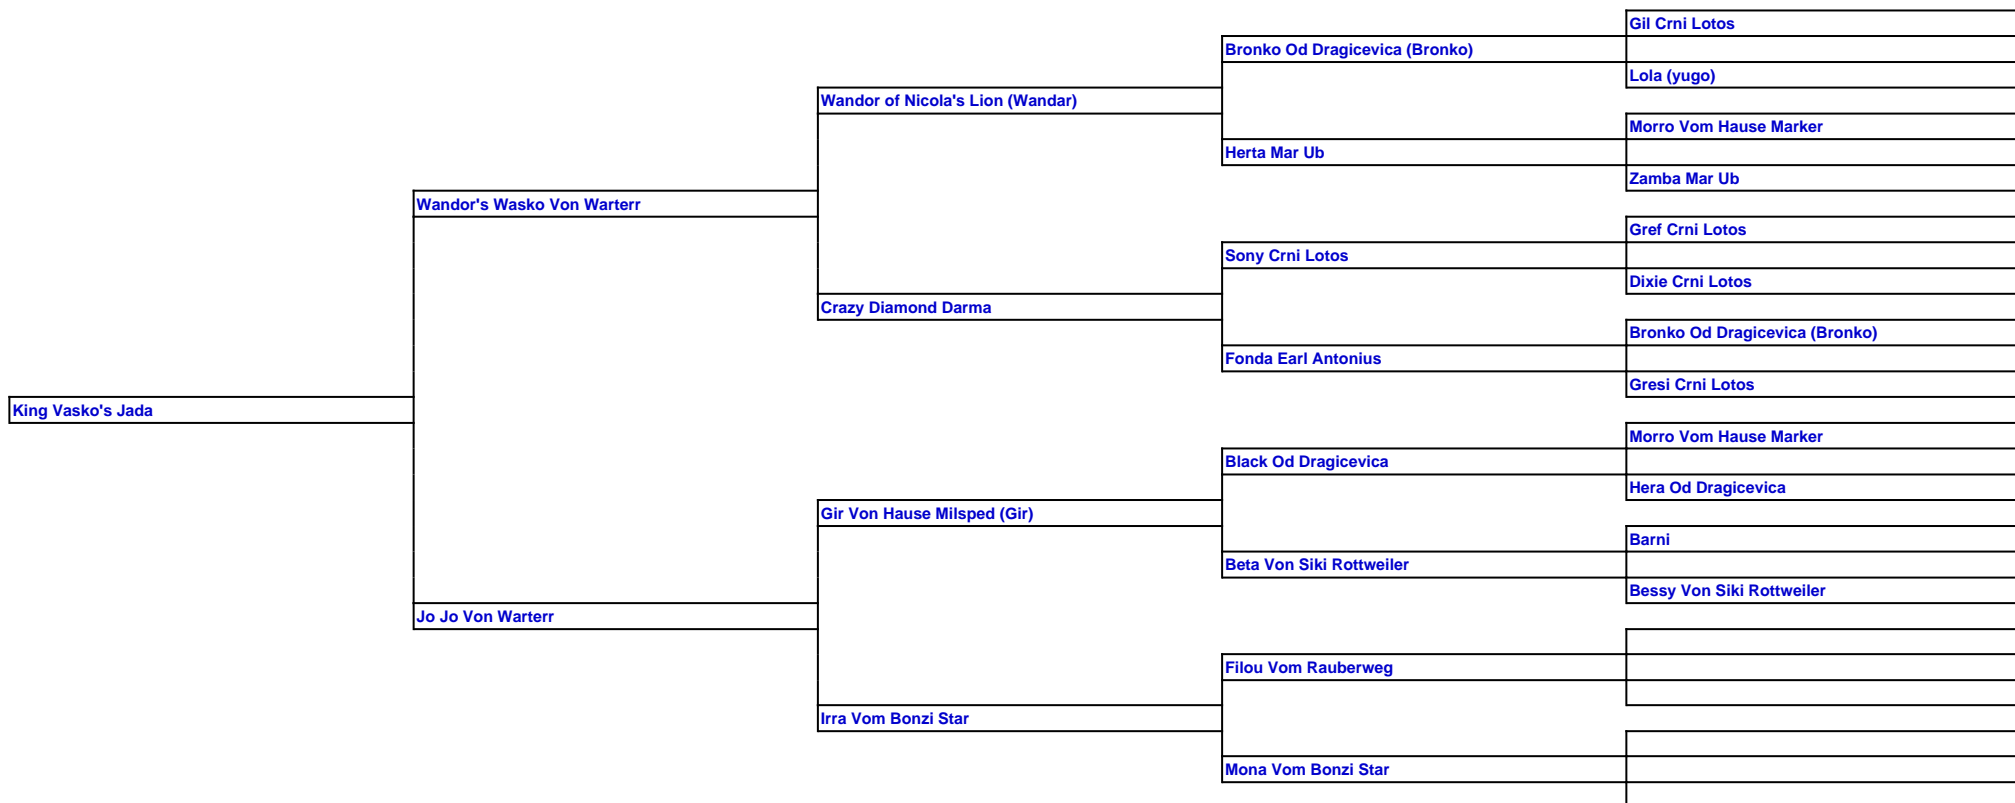 Gil Crni Lotos
Bronko Od Dragicevica (Bronko)
Lola (yugo)
Wandor of Nicola's Lion (Wandar)
Morro Vom Hause Marker
Herta Mar Ub
Zamba Mar Ub
Wandor's Wasko Von Warterr
Gref Crni Lotos
Sony Crni Lotos
Dixie Crni Lotos
Crazy Diamond Darma
Bronko Od Dragicevica (Bronko)
Fonda Earl Antonius
Gresi Crni Lotos
King Vasko's Jada
Morro Vom Hause Marker
Black Od Dragicevica
Hera Od Dragicevica
Gir Von Hause Milsped (Gir)
Barni
Beta Von Siki Rottweiler
Bessy Von Siki Rottweiler
Jo Jo Von Warterr
Filou Vom Rauberweg
Irra Vom Bonzi Star
Mona Vom Bonzi Star